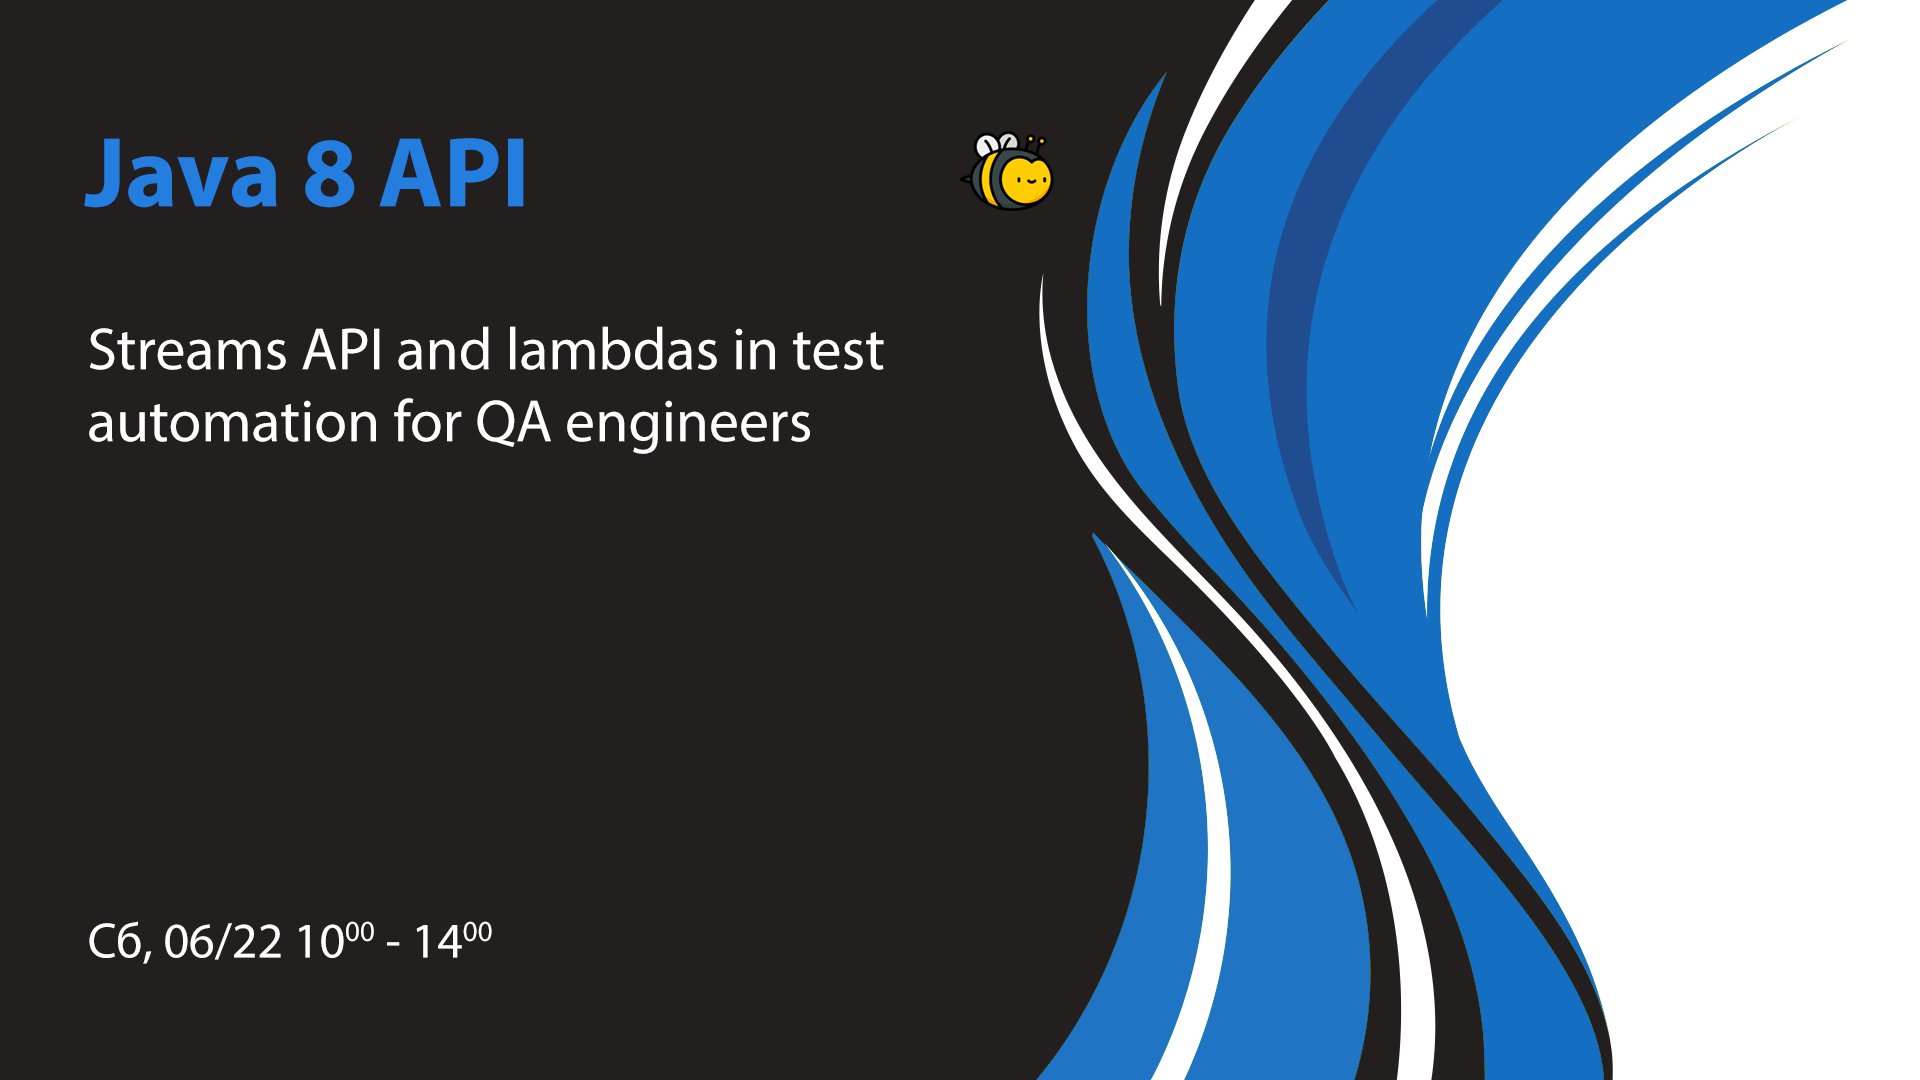 Java 8 API
Streams API and lambdas in test
automation for QA engineers
Сб, 06/22 10⁰⁰ - 14⁰⁰